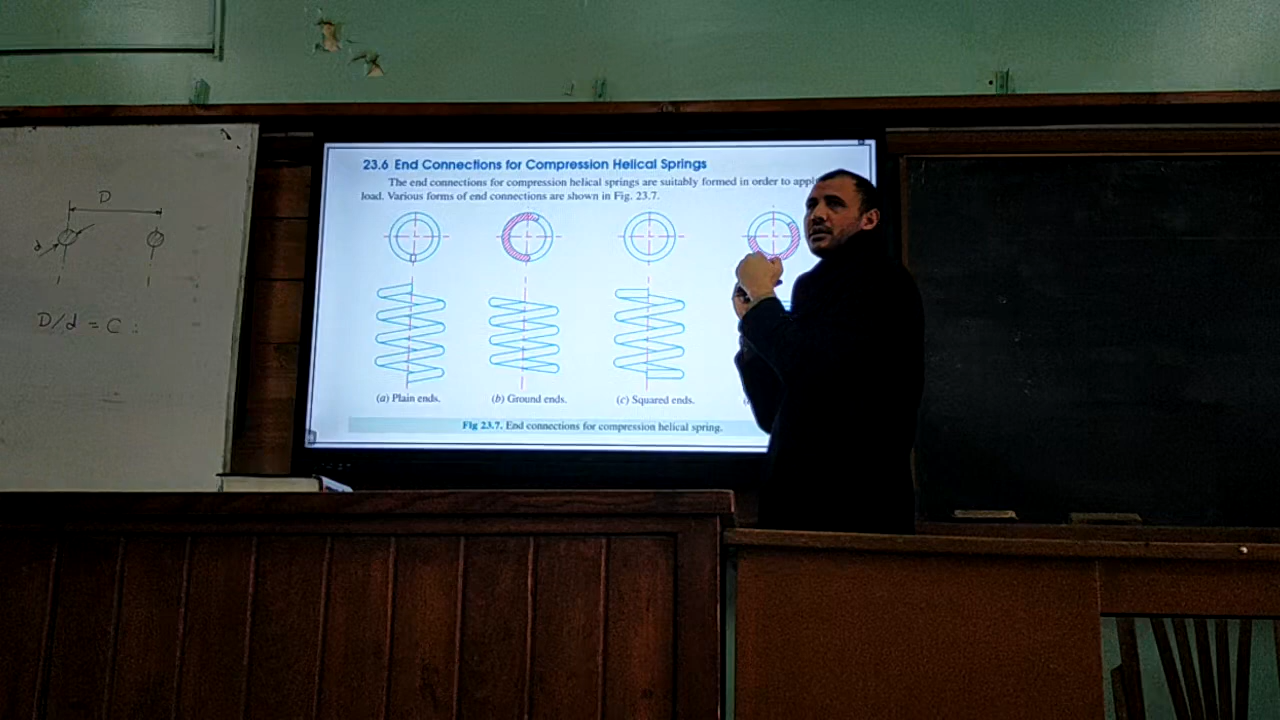 D
d
D/d = C :
23.6 End Connections for Compression Helical Springs
The end connections for compression helical springs are suitably formed in order to appl
load. Various forms of end connections are shown in Fig. 23.7.
(a) Plain ends. (b) Ground ends. (c) Squared ends.
Fig 23.7. End connections for compression helical spring.